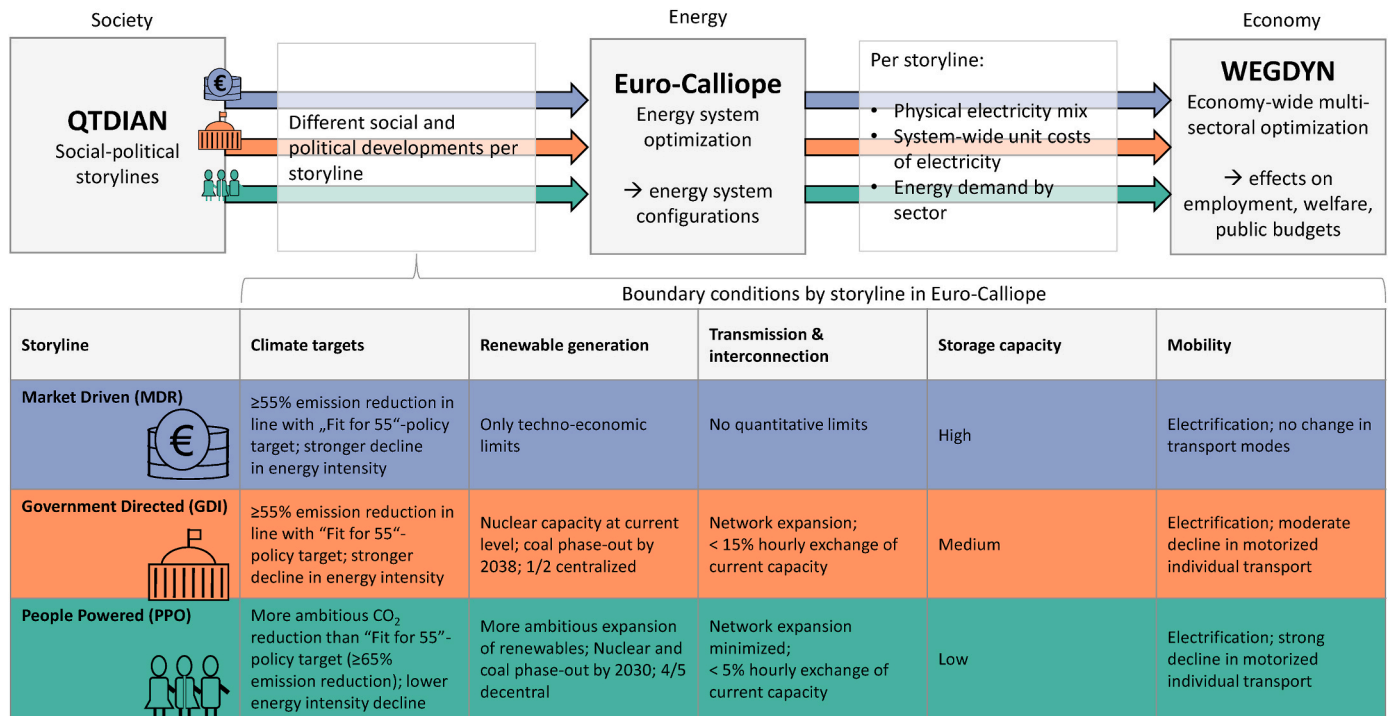 Society
Energy
Economy
QTDIAN
Social-political
storylines
€
Different social and
political developments per
storyline
Euro-Calliope
Energy system
optimization
→ energy system
configurations
Per storyline:
• Physical electricity mix
• System-wide unit costs
of electricity
• Energy demand by
sector
WEGDYN
Economy-wide multi-
sectoral optimization
→ effects on
employment, welfare,
public budgets
Boundary conditions by storyline in Euro-Calliope
Storyline
Climate targets
Renewable generation
Transmission &
interconnection
Storage capacity
Mobility
Market Driven (MDR)
€
≥55% emission reduction in
line with „Fit for 55“-policy
target; stronger decline
in energy intensity
Only techno-economic
limits
No quantitative limits
High
Electrification; no change in
transport modes
Government Directed (GDI)
≥55% emission reduction in
line with “Fit for 55“-
policy target; stronger
decline in energy intensity
Nuclear capacity at current
level; coal phase-out by
2038; 1/2 centralized
Network expansion;
< 15% hourly exchange of
current capacity
Medium
Electrification; moderate
decline in motorized
individual transport
People Powered (PPO)
More ambitious CO₂
reduction than “Fit for 55”-
policy target (≥65%
emission reduction); lower
energy intensity decline
More ambitious expansion
of renewables; Nuclear and
coal phase-out by 2030; 4/5
decentral
Network expansion
minimized;
< 5% hourly exchange of
current capacity
Low
Electrification; strong
decline in motorized
individual transport